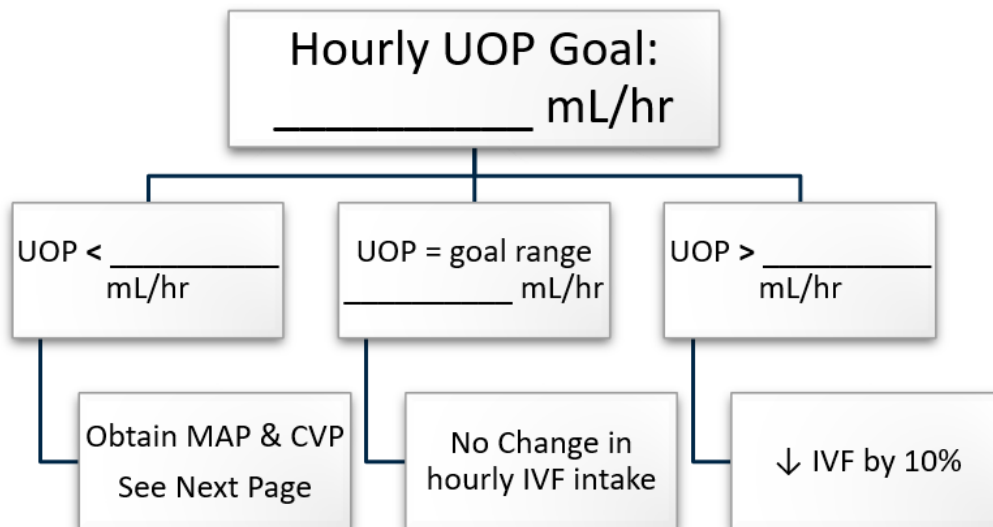 Hourly UOP Goal:
__________ mL/hr
UOP < __________
mL/hr
UOP = goal range
__________ mL/hr
UOP > __________
mL/hr
Obtain MAP & CVP
See Next Page
No Change in
hourly IVF intake
↓ IVF by 10%